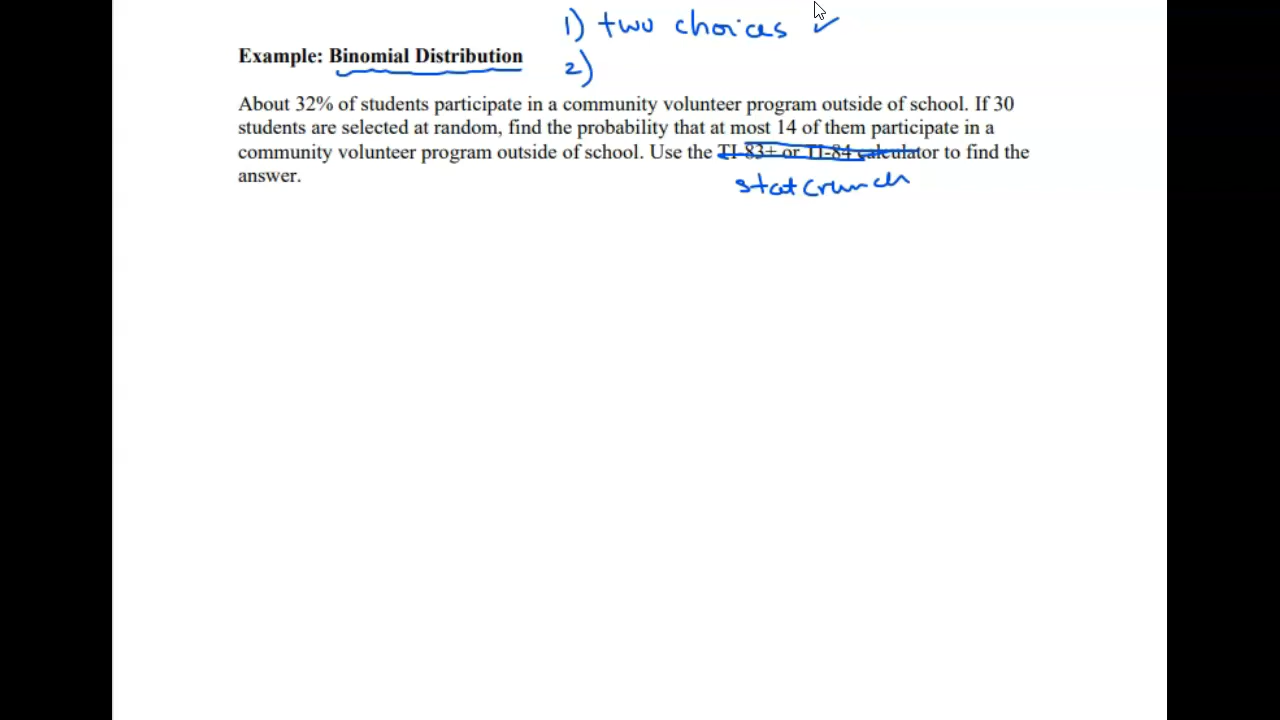 1) two choices ✓
Example: Binomial Distribution
2)
About 32% of students participate in a community volunteer program outside of school. If 30
students are selected at random, find the probability that at most 14 of them participate in a
community volunteer program outside of school. Use the TI-83+ or TI-84 calculator to find the
answer.
statcrunch